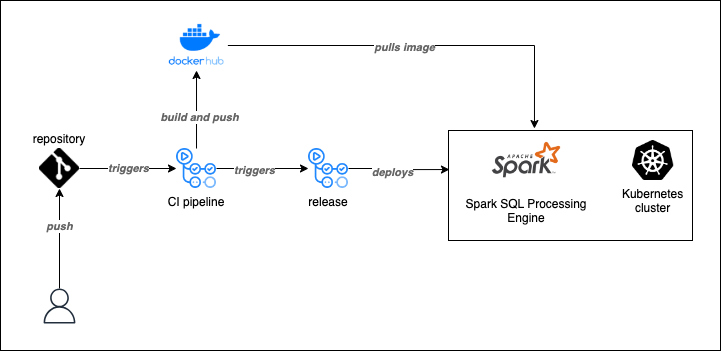 docker hub
pulls image
build and push
repository
triggers
triggers
deploys
CI pipeline
release
APACHE
Spark
Spark SQL Processing
Engine
Kubernetes
cluster
push